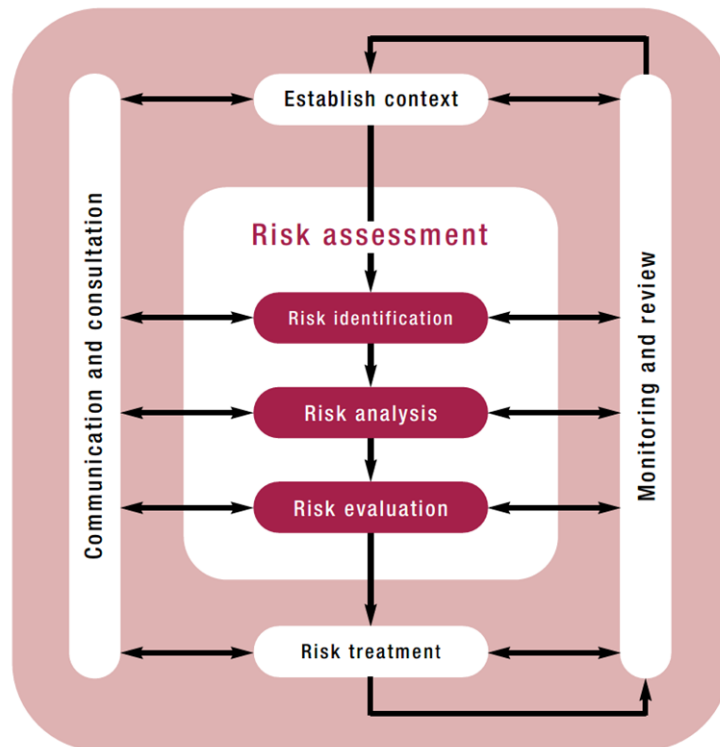 Establish context
Communication and consultation
Risk assessment
Risk identification
Risk analysis
Risk evaluation
Monitoring and review
Risk treatment